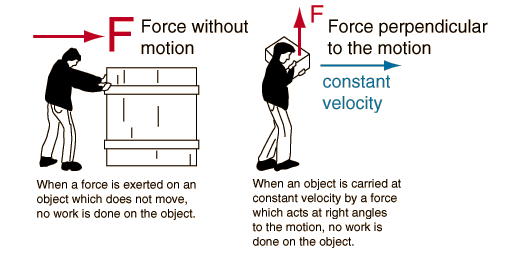 F Force without
motion
When a force is exerted on an
object which does not move,
no work is done on the object.
F Force perpendicular
to the motion
constant
velocity
When an object is carried at
constant velocity by a force
which acts at right angles
to the motion, no work is
done on the object.